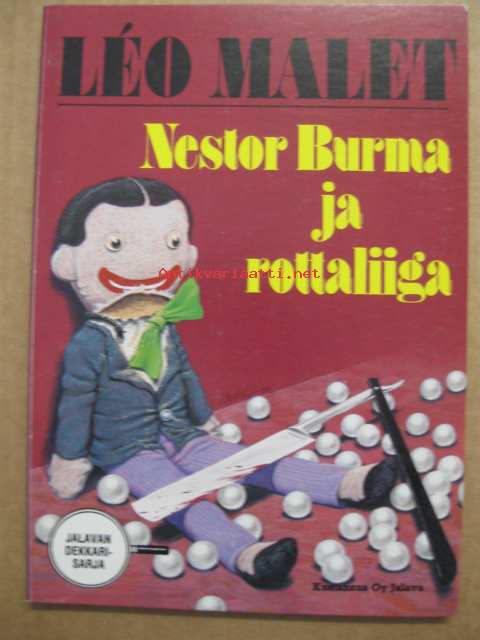 LÉO MALET
Nestor Burma
ja
rottaliiga
Antikvariaatti.net
JALAVAN
DEKKARI-
SARJA
Kustannus Oy Jalava